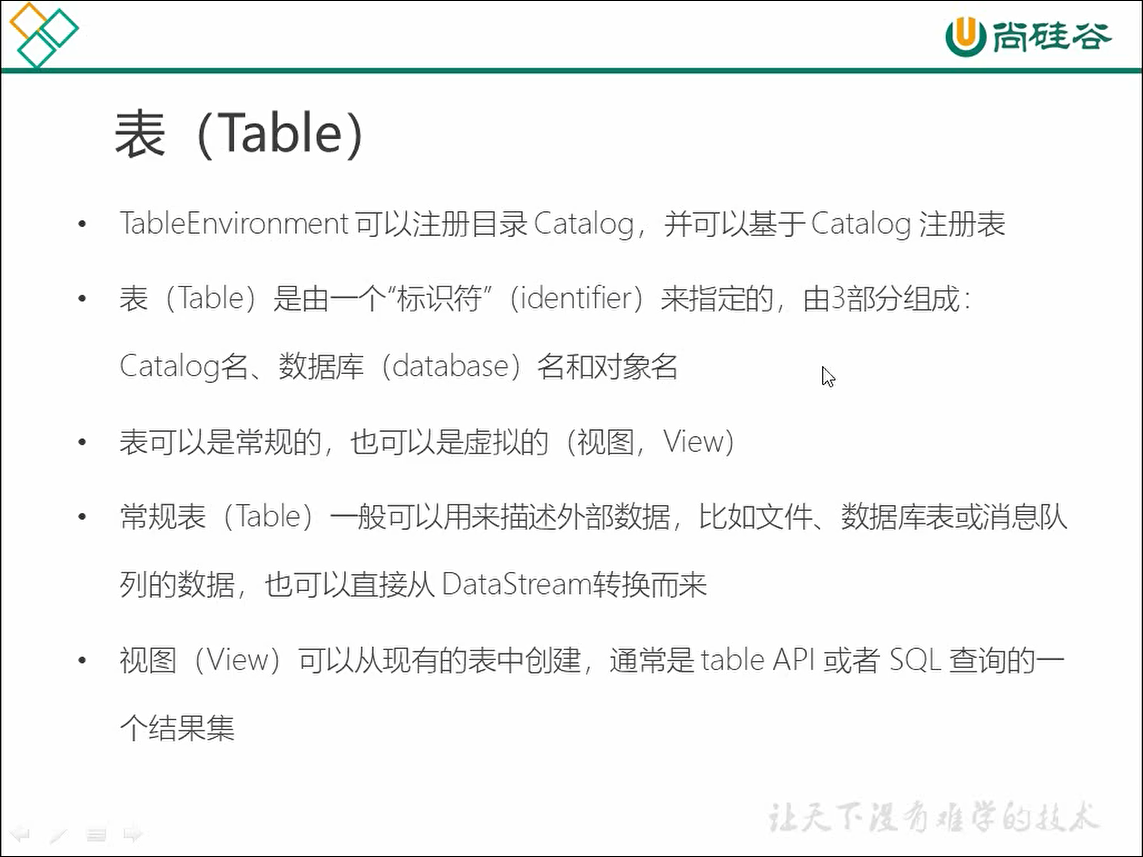 尚硅谷
表（Table）
• TableEnvironment 可以注册目录 Catalog，并可以基于 Catalog 注册表
• 表（Table）是由一个“标识符”（identifier）来指定的，由3部分组成：
Catalog名、数据库（database）名和对象名
• 表可以是常规的，也可以是虚拟的（视图，View）
• 常规表（Table）一般可以用来描述外部数据，比如文件、数据库表或消息队
列的数据，也可以直接从 DataStream转换而来
• 视图（View）可以从现有的表中创建，通常是 table API 或者 SQL 查询的一
个结果集
让天下没有难学的技术